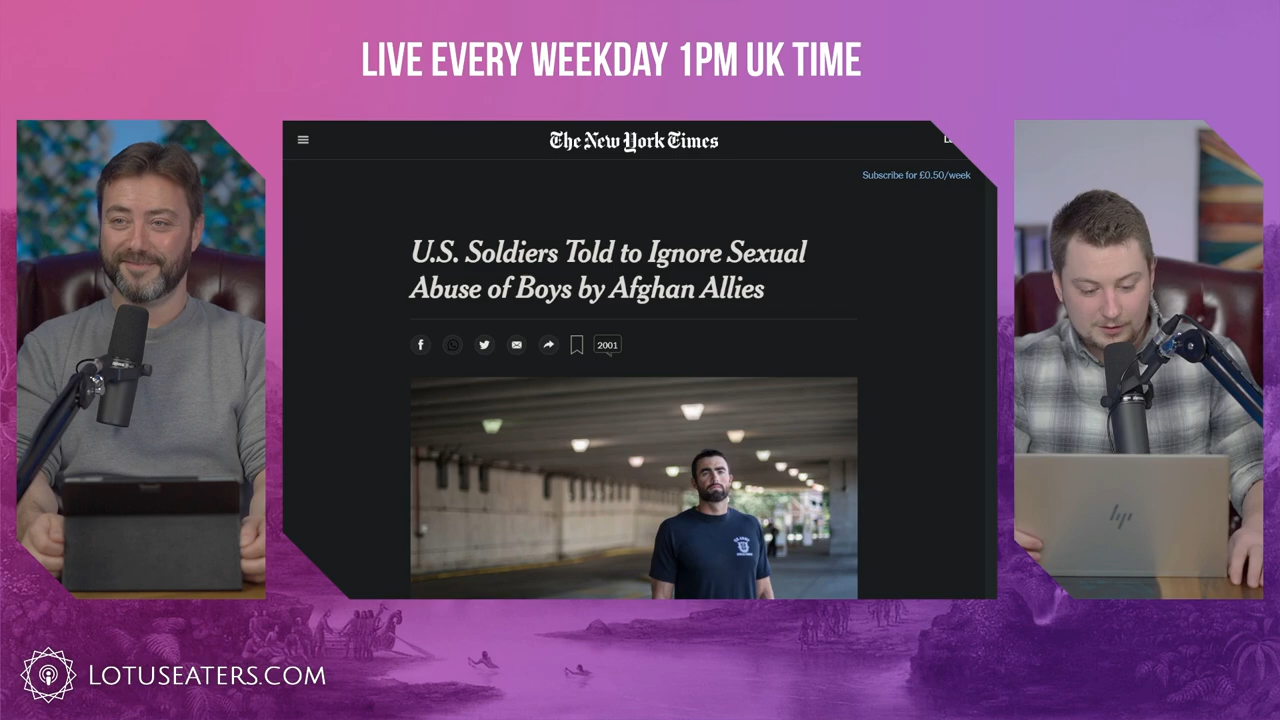 LIVE EVERY WEEKDAY 1PM UK TIME
The New York Times
Subscribe for £0.50/week
U.S. Soldiers Told to Ignore Sexual
Abuse of Boys by Afghan Allies
2001
hp
LOTUSEATERS.COM